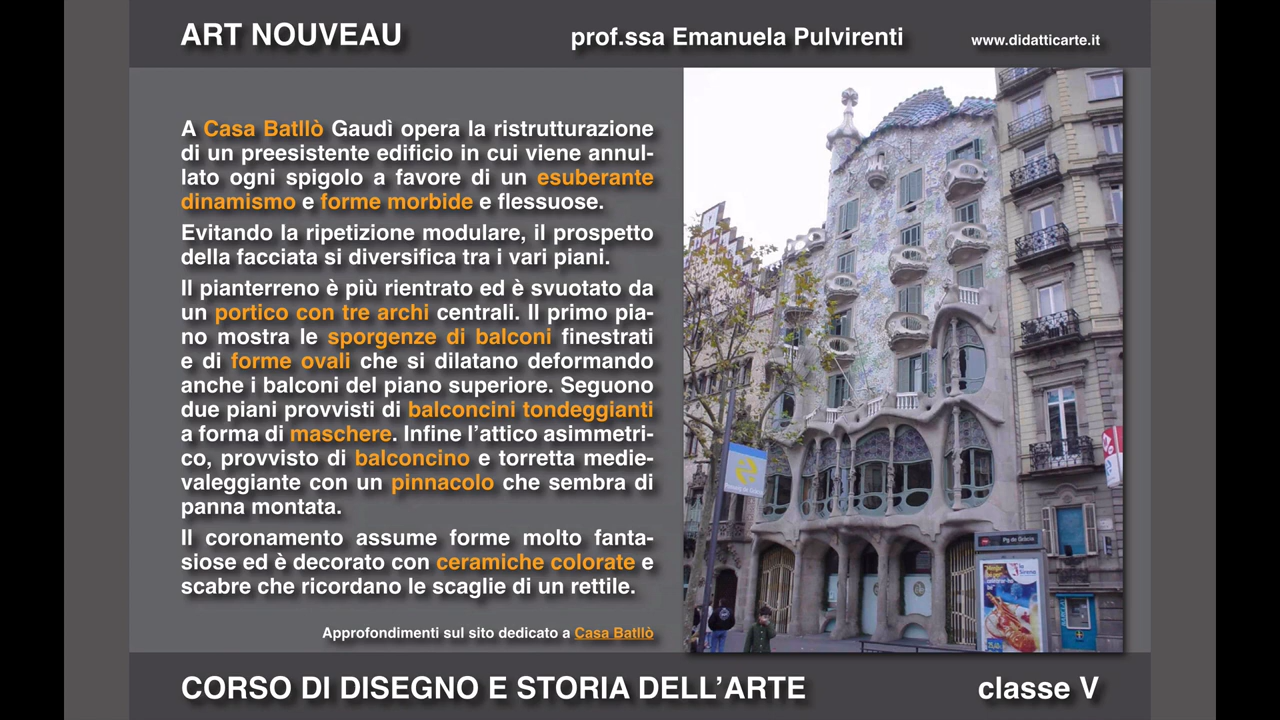 ART NOUVEAU
prof.ssa Emanuela Pulvirenti
www.didatticarte.it
A Casa Batllò Gaudì opera la ristrutturazione
di un preesistente edificio in cui viene annul-
lato ogni spigolo a favore di un esuberante
dinamismo e forme morbide e flessuose.
Evitando la ripetizione modulare, il prospetto
della facciata si diversifica tra i vari piani.
Il pianterreno è più rientrato ed è svuotato da
un portico con tre archi centrali. Il primo pia-
no mostra le sporgenze di balconi finestrati
e di forme ovali che si dilatano deformando
anche i balconi del piano superiore. Seguono
due piani provvisti di balconcini tondeggianti
a forma di maschere. Infine l'attico asimmetri-
co, provvisto di balconcino e torretta medie-
valeggiante con un pinnacolo che sembra di
panna montata.
Il coronamento assume forme molto fanta-
siose ed è decorato con ceramiche colorate e
scabre che ricordano le scaglie di un rettile.
Approfondimenti sul sito dedicato a Casa Batllò
Pg de Gràcia
CORSO DI DISEGNO E STORIA DELL'ARTE
classe V